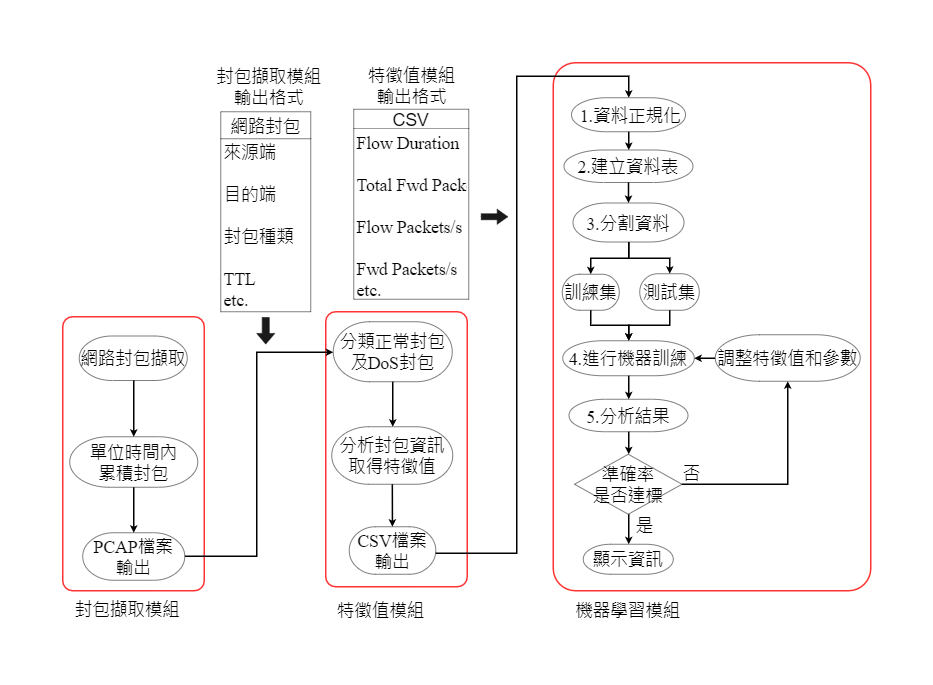 封包擷取模組
輸出格式
網路封包
來源端
目的端
封包種類
TTL
etc.
特徵值模組
輸出格式
CSV
Flow Duration
Total Fwd Pack
Flow Packets/s
Fwd Packets/s
etc.
網路封包擷取
單位時間內
累積封包
PCAP檔案
輸出
封包擷取模組
分類正常封包
及DoS封包
分析封包資訊
取得特徵值
CSV檔案
輸出
特徵值模組
1.資料正規化
2.建立資料表
3.分割資料
訓練集
測試集
4.進行機器訓練
調整特徵值和參數
5.分析結果
準確率
是否達標
否
是
顯示資訊
機器學習模組